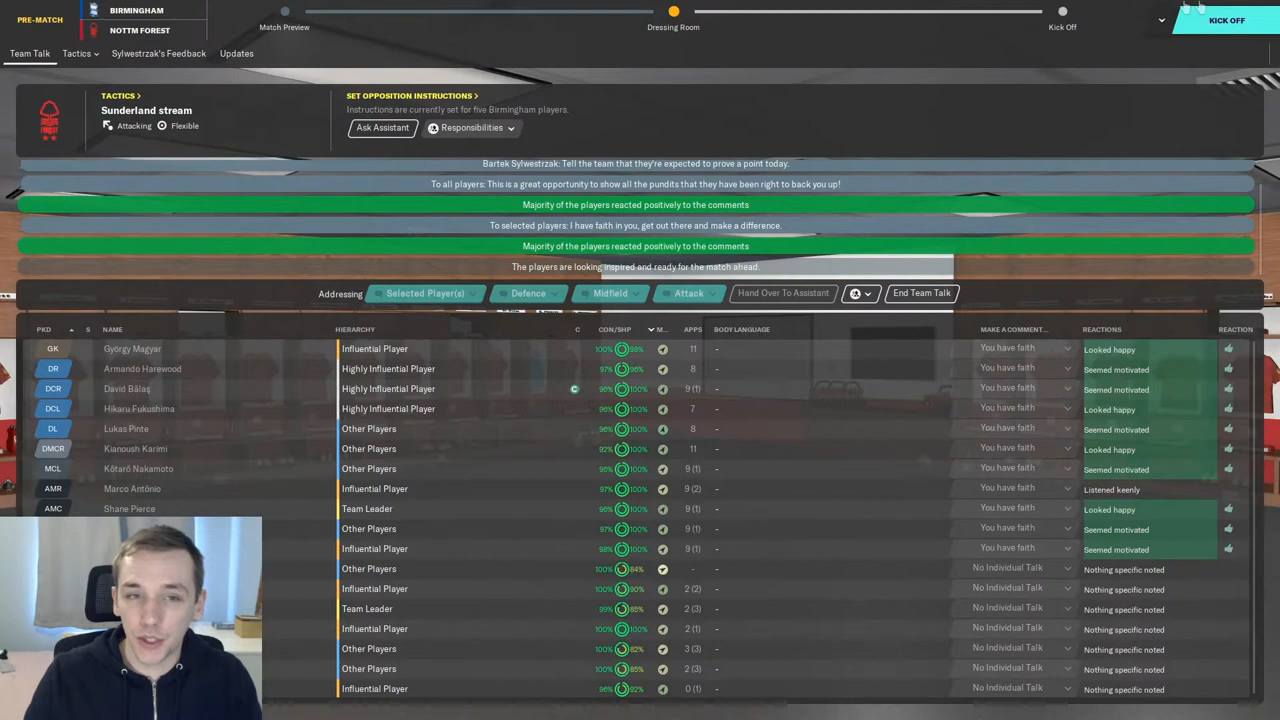 PRE-MATCH
BIRMINGHAM
NOTTM FOREST
Match Preview
Dressing Room
Kick Off
KICK OFF
Team Talk
Tactics
Sylwestrzak's Feedback
Updates
TACTICS >
Sunderland stream
Attacking
Flexible
SET OPPOSITION INSTRUCTIONS >
Instructions are currently set for five Birmingham players.
Ask Assistant
Responsibilities
Bartek Sylwestrzak: Tell the team that they're expected to prove a point today.
To all players: This is a great opportunity to show all the pundits that they have been right to back you up!
Majority of the players reacted positively to the comments
To selected players: I have faith in you, get out there and make a difference.
Majority of the players reacted positively to the comments
The players are looking inspired and ready for the match ahead.
Addressing
Selected Player(s)
Defence
Midfield
Attack
Hand Over To Assistant
End Team Talk
PKD S NAME HIERARCHY C CON/SHP M... APPS BODY LANGUAGE MAKE A COMMENT... REACTIONS REACTION
GK György Magyar Influential Player 100% 98% 11 - You have faith Looked happy
DR Armando Harewood Highly Influential Player 97% 96% 8 - You have faith Seemed motivated
DCR David Bălaș Highly Influential Player C 96% 100% 9 (1) - You have faith Seemed motivated
DCL Hikaru Fukushima Highly Influential Player 96% 100% 7 - You have faith Looked happy
DL Lukas Pinte Other Players 96% 100% 8 - You have faith Seemed motivated
DMCR Kianoush Karimi Other Players 92% 100% 11 - You have faith Looked happy
MCL Kōtarō Nakamoto Other Players 96% 100% 9 (1) - You have faith Seemed motivated
AMR Marco Antônio Influential Player 97% 100% 9 (2) - You have faith Listened keenly
AMC Shane Pierce Team Leader 96% 100% 9 (1) - You have faith Looked happy
Other Players 97% 100% 9 (1) - You have faith Seemed motivated
Influential Player 98% 100% 9 (1) - You have faith Seemed motivated
Other Players 100% 84% - - No Individual Talk Nothing specific noted
Influential Player 100% 90% 2 (2) - No Individual Talk Nothing specific noted
Team Leader 99% 85% 2 (3) - No Individual Talk Nothing specific noted
Influential Player 100% 100% 2 (1) - No Individual Talk Nothing specific noted
Other Players 100% 82% 3 (3) - No Individual Talk Nothing specific noted
Other Players 100% 85% 2 (3) - No Individual Talk Nothing specific noted
Influential Player 96% 92% 0 (1) - No Individual Talk Nothing specific noted